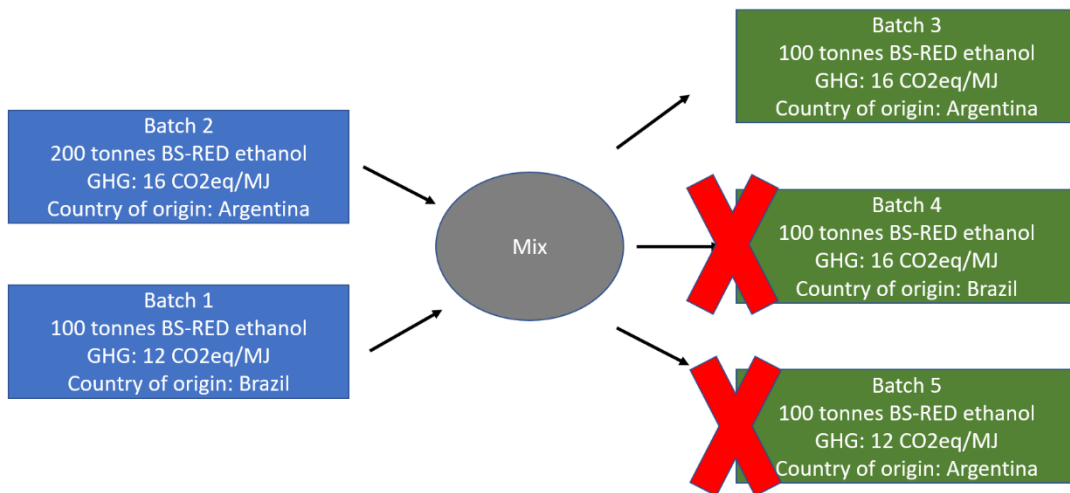 Batch 2
200 tonnes BS-RED ethanol
GHG: 16 CO2eq/MJ
Country of origin: Argentina
Batch 1
100 tonnes BS-RED ethanol
GHG: 12 CO2eq/MJ
Country of origin: Brazil
Mix
Batch 3
100 tonnes BS-RED ethanol
GHG: 16 CO2eq/MJ
Country of origin: Argentina
Batch 4
100 tonnes BS-RED ethanol
GHG: 16 CO2eq/MJ
Country of origin: Brazil
Batch 5
100 tonnes BS-RED ethanol
GHG: 12 CO2eq/MJ
Country of origin: Argentina